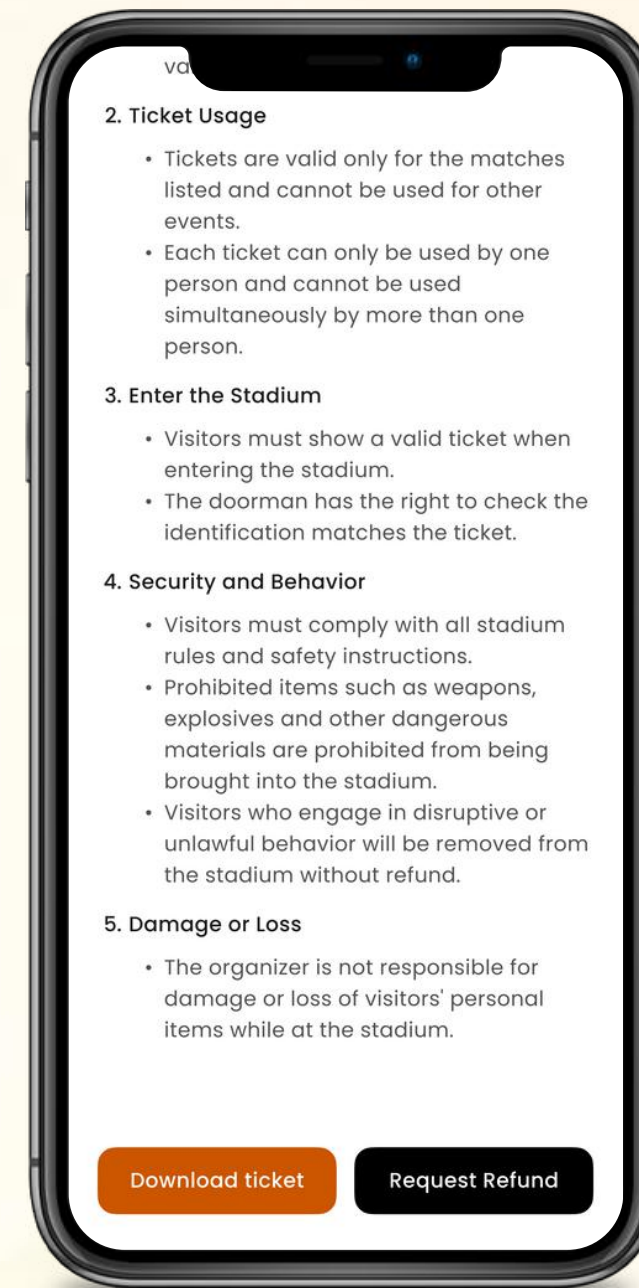 2. Ticket Usage
• Tickets are valid only for the matches
listed and cannot be used for other
events.
• Each ticket can only be used by one
person and cannot be used
simultaneously by more than one
person.
3. Enter the Stadium
• Visitors must show a valid ticket when
entering the stadium.
• The doorman has the right to check the
identification matches the ticket.
4. Security and Behavior
• Visitors must comply with all stadium
rules and safety instructions.
• Prohibited items such as weapons,
explosives and other dangerous
materials are prohibited from being
brought into the stadium.
• Visitors who engage in disruptive or
unlawful behavior will be removed from
the stadium without refund.
5. Damage or Loss
• The organizer is not responsible for
damage or loss of visitors' personal
items while at the stadium.
Download ticket Request Refund